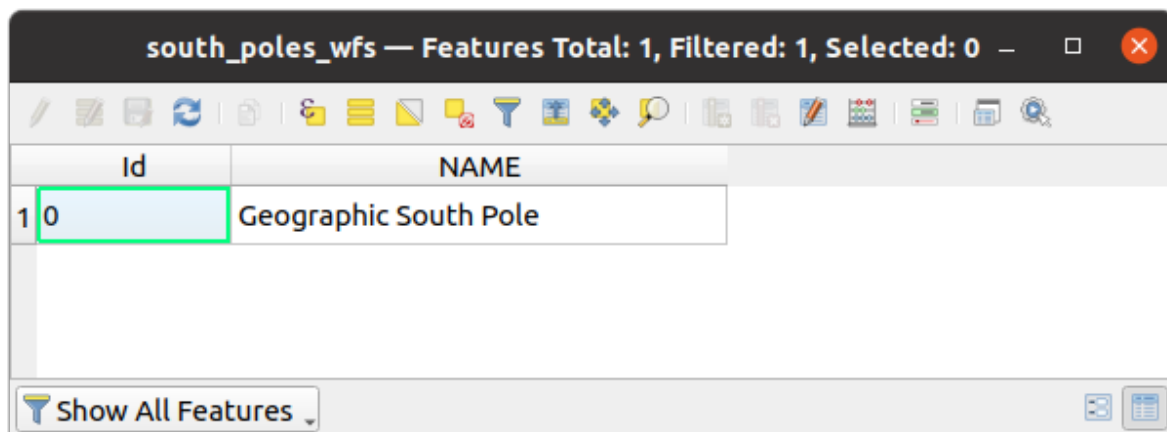 south_poles_wfs — Features Total: 1, Filtered: 1, Selected: 0
Id NAME
1 0 Geographic South Pole
Show All Features